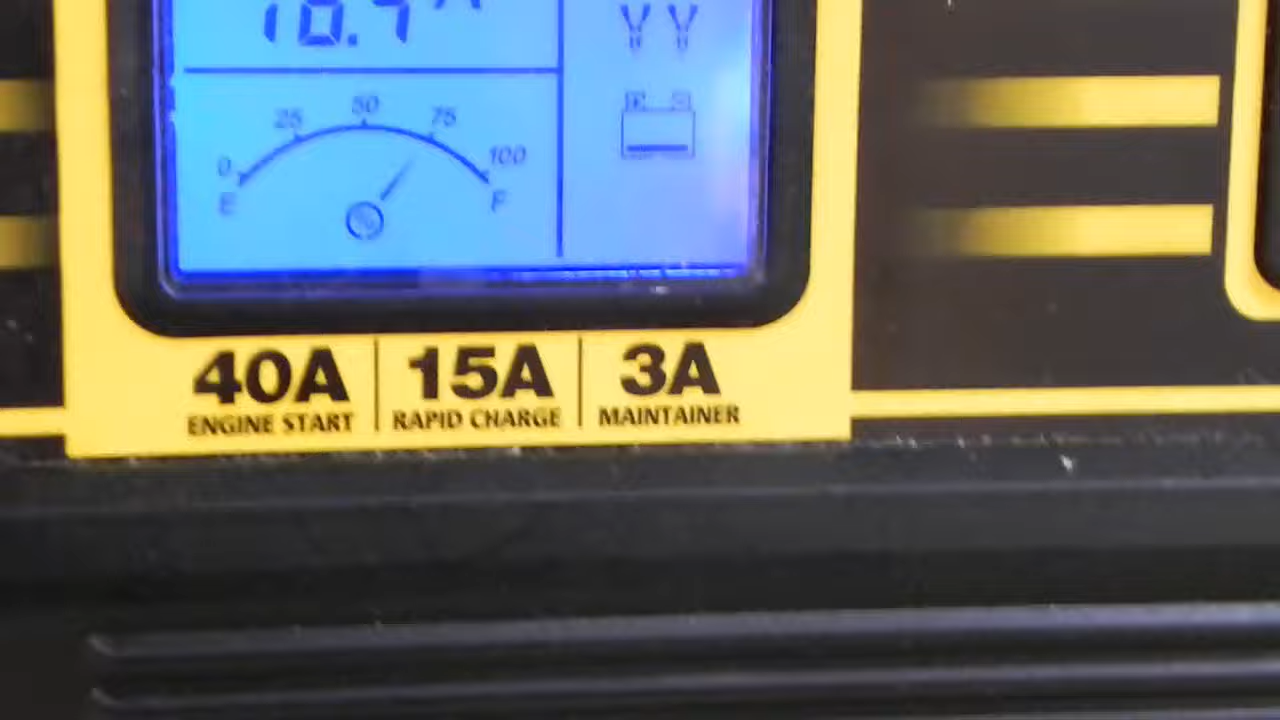 A
50
25 75
0 100
E F
%
40A 15A 3A
ENGINE START RAPID CHARGE MAINTAINER